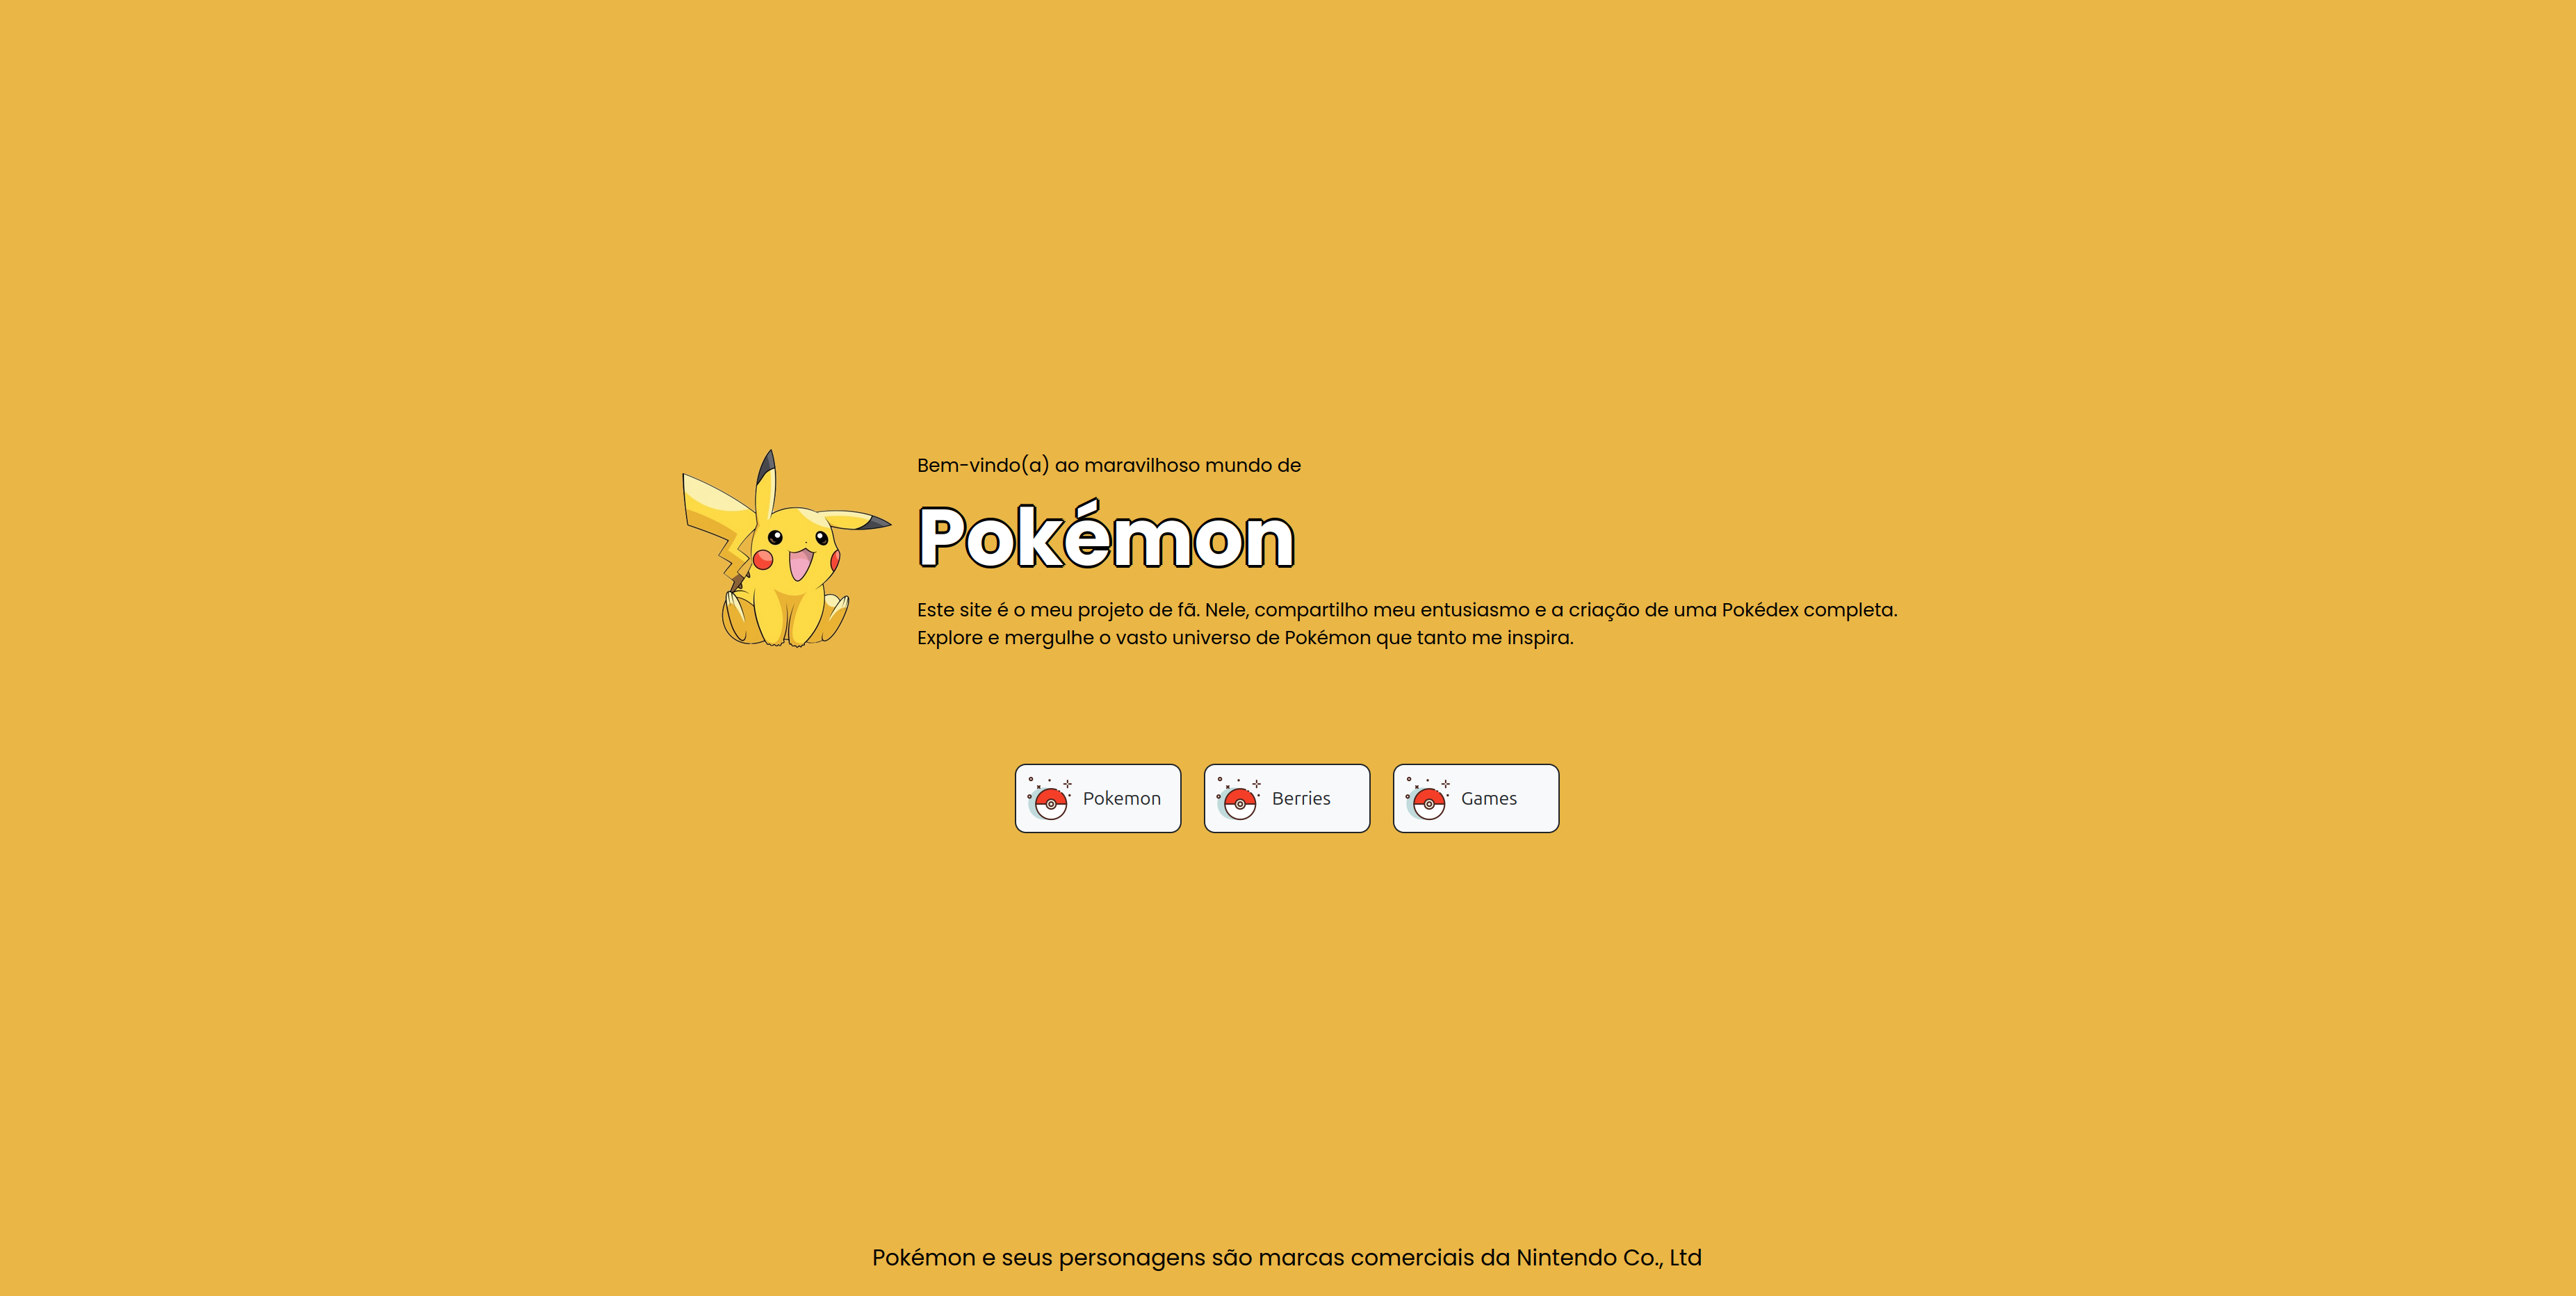 Bem-vindo(a) ao maravilhoso mundo de
Pokémon
Este site é o meu projeto de fã. Nele, compartilho meu entusiasmo e a criação de uma Pokédex completa.
Explore e mergulhe o vasto universo de Pokémon que tanto me inspira.
Pokemon
Berries
Games
Pokémon e seus personagens são marcas comerciais da Nintendo Co., Ltd